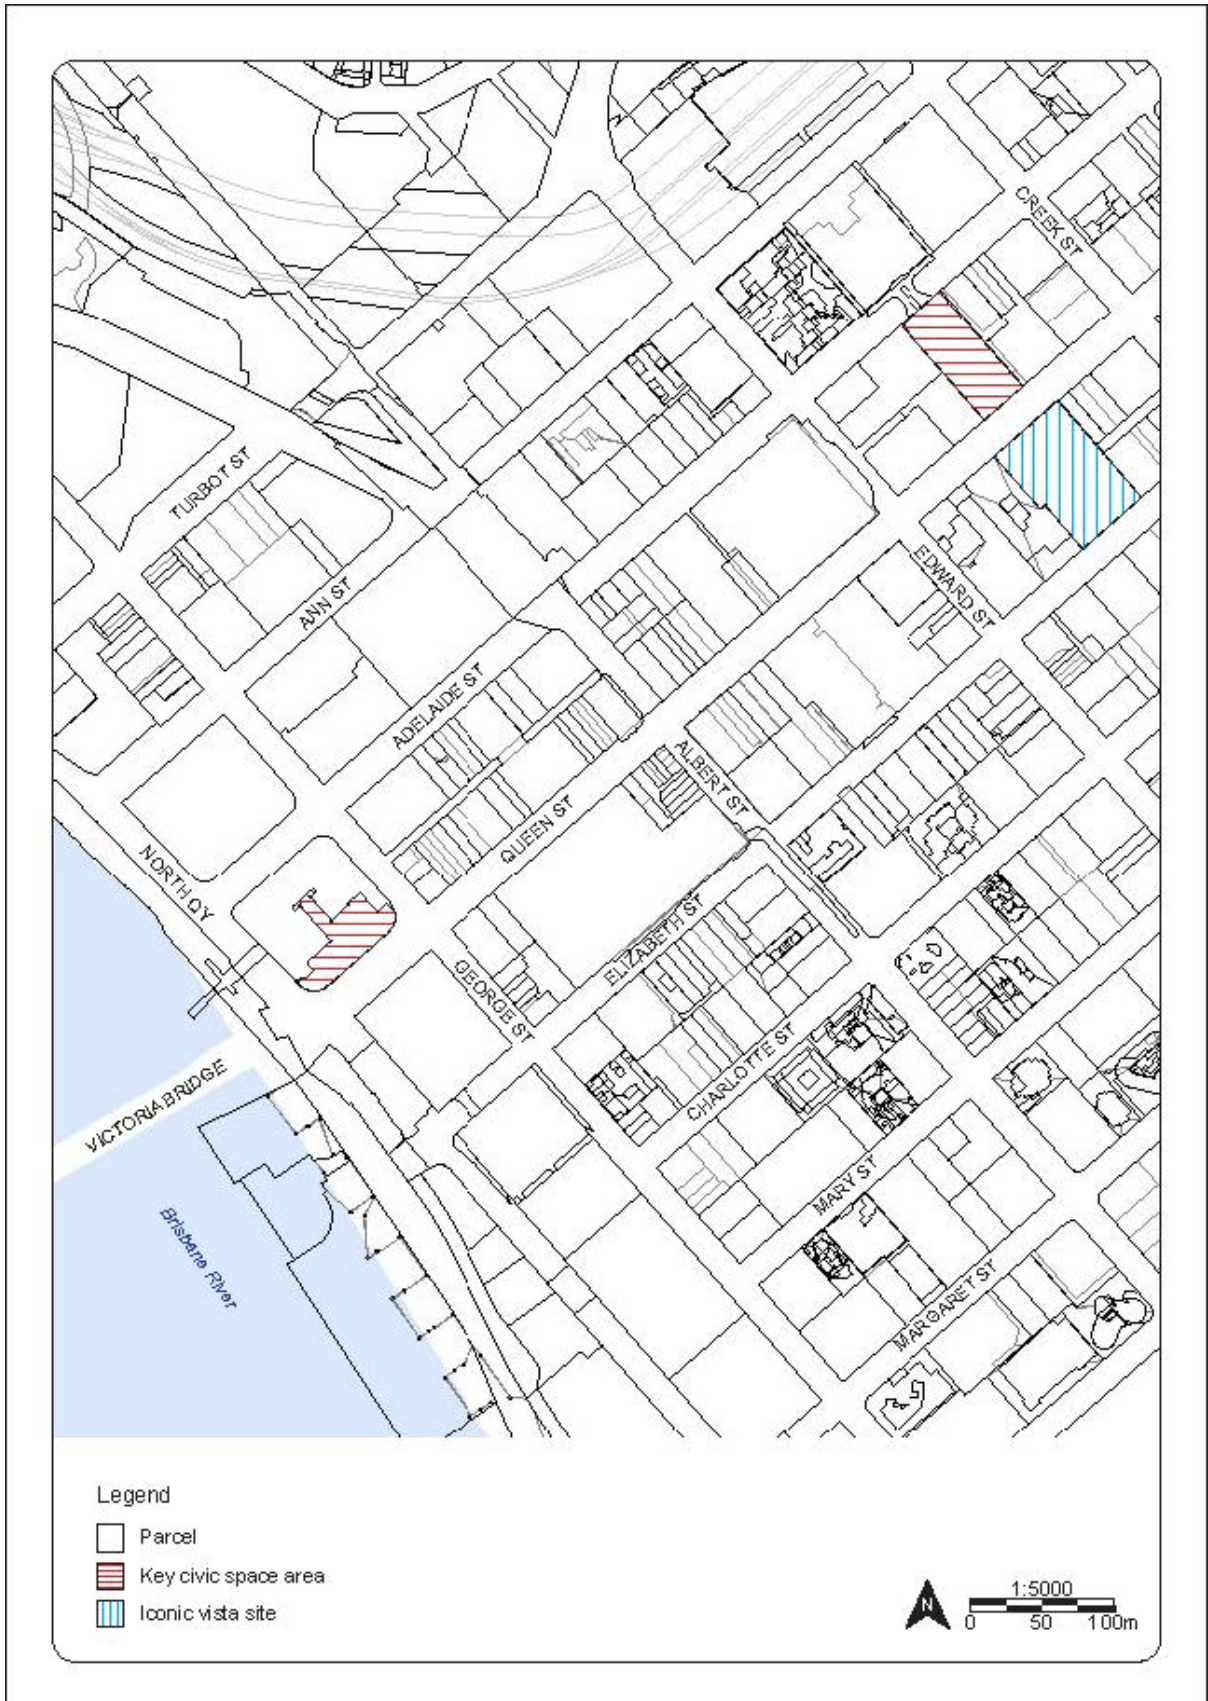 CREEK ST
TURBOT ST
ANN ST
EDWARD ST
ADELAIDE ST
ALBERT ST
QUEEN ST
NORTH QY
ELIZABETH ST
GEORGE ST
CHARLOTTE ST
VICTORIA BRIDGE
MARY ST
Brisbane River
MARGARET ST
Legend
Parcel
Key civic space area
Iconic vista site
N
1:5000
0 50 100m